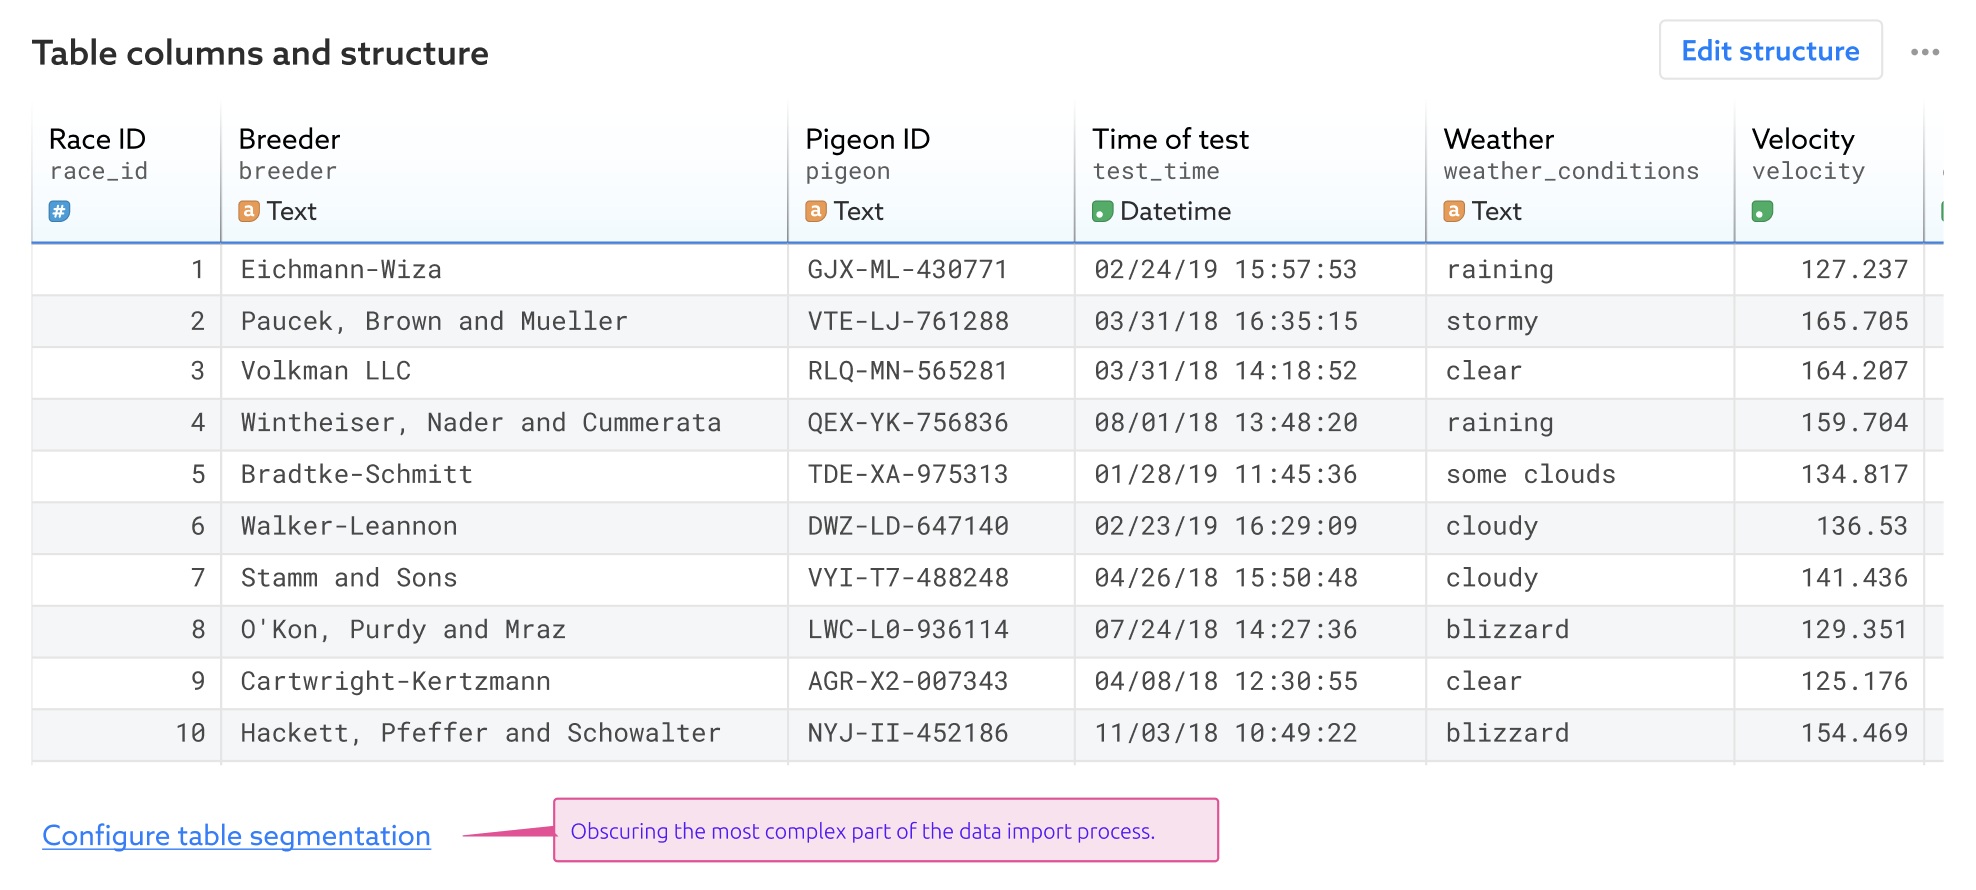 Table columns and structure
Edit structure
Race ID Breeder Pigeon ID Time of test Weather Velocity
race_id breeder pigeon test_time weather_conditions velocity
# a Text a Text Datetime a Text
1 Eichmann-Wiza GJX-ML-430771 02/24/19 15:57:53 raining 127.237
2 Paucek, Brown and Mueller VTE-LJ-761288 03/31/18 16:35:15 stormy 165.705
3 Volkman LLC RLQ-MN-565281 03/31/18 14:18:52 clear 164.207
4 Wintheiser, Nader and Cummerata QEX-YK-756836 08/01/18 13:48:20 raining 159.704
5 Bradtke-Schmitt TDE-XA-975313 01/28/19 11:45:36 some clouds 134.817
6 Walker-Leannon DWZ-LD-647140 02/23/19 16:29:09 cloudy 136.53
7 Stamm and Sons VYI-T7-488248 04/26/18 15:50:48 cloudy 141.436
8 O'Kon, Purdy and Mraz LWC-L0-936114 07/24/18 14:27:36 blizzard 129.351
9 Cartwright-Kertzmann AGR-X2-007343 04/08/18 12:30:55 clear 125.176
10 Hackett, Pfeffer and Schowalter NYJ-II-452186 11/03/18 10:49:22 blizzard 154.469
Configure table segmentation
Obscuring the most complex part of the data import process.